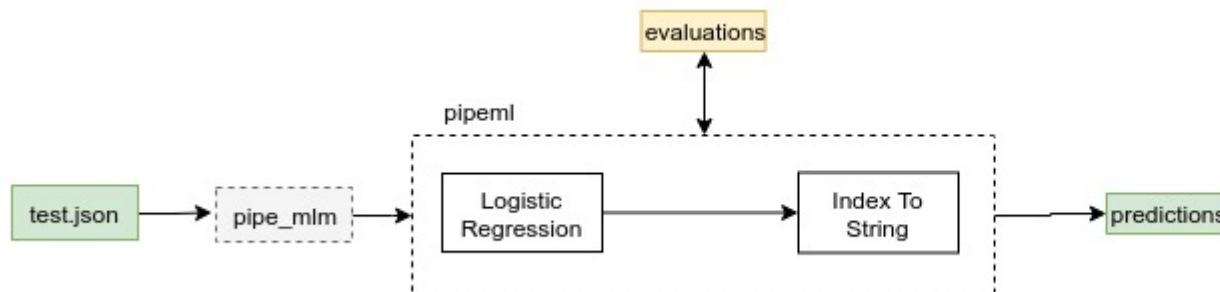 evaluations
pipeml
test.json
pipe_mlm
Logistic
Regression
Index To
String
predictions